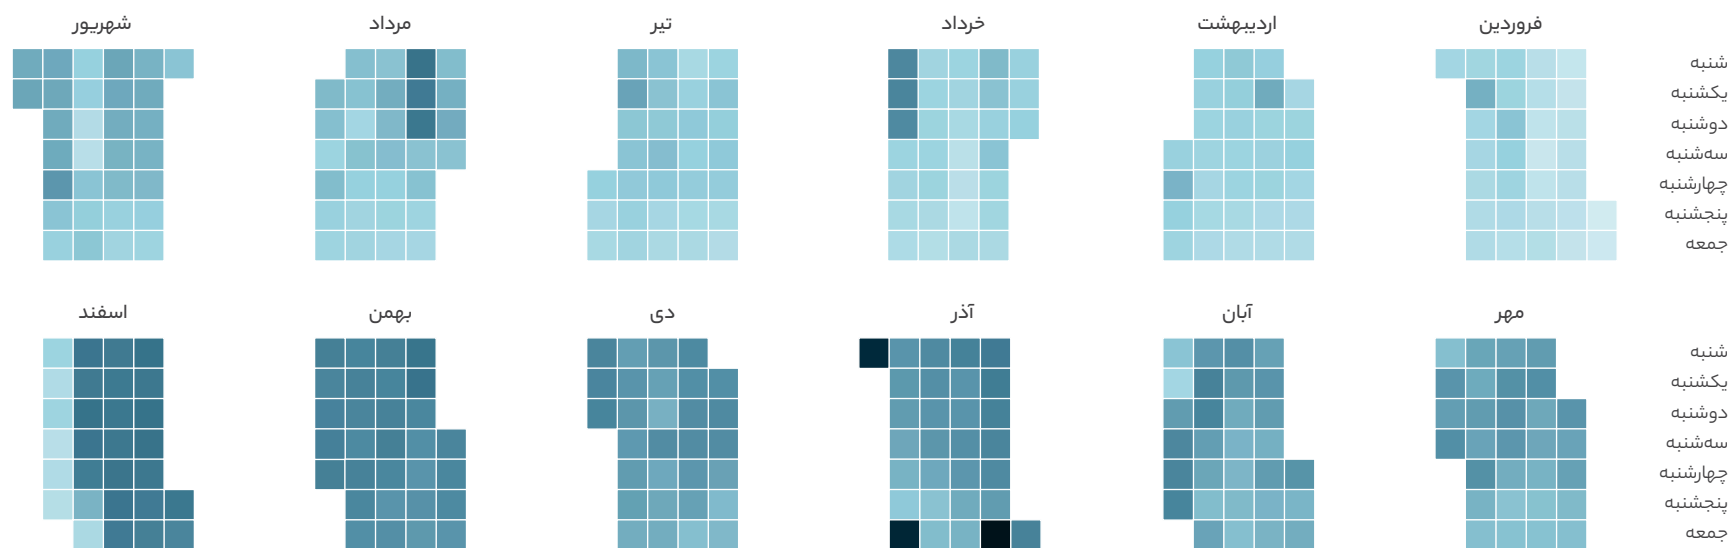 فروردین
اردیبهشت
خرداد
تیر
مرداد
شهریور
شنبه
یکشنبه
دوشنبه
سه‌شنبه
چهارشنبه
پنجشنبه
جمعه
مهر
آبان
آذر
دی
بهمن
اسفند
شنبه
یکشنبه
دوشنبه
سه‌شنبه
چهارشنبه
پنجشنبه
جمعه